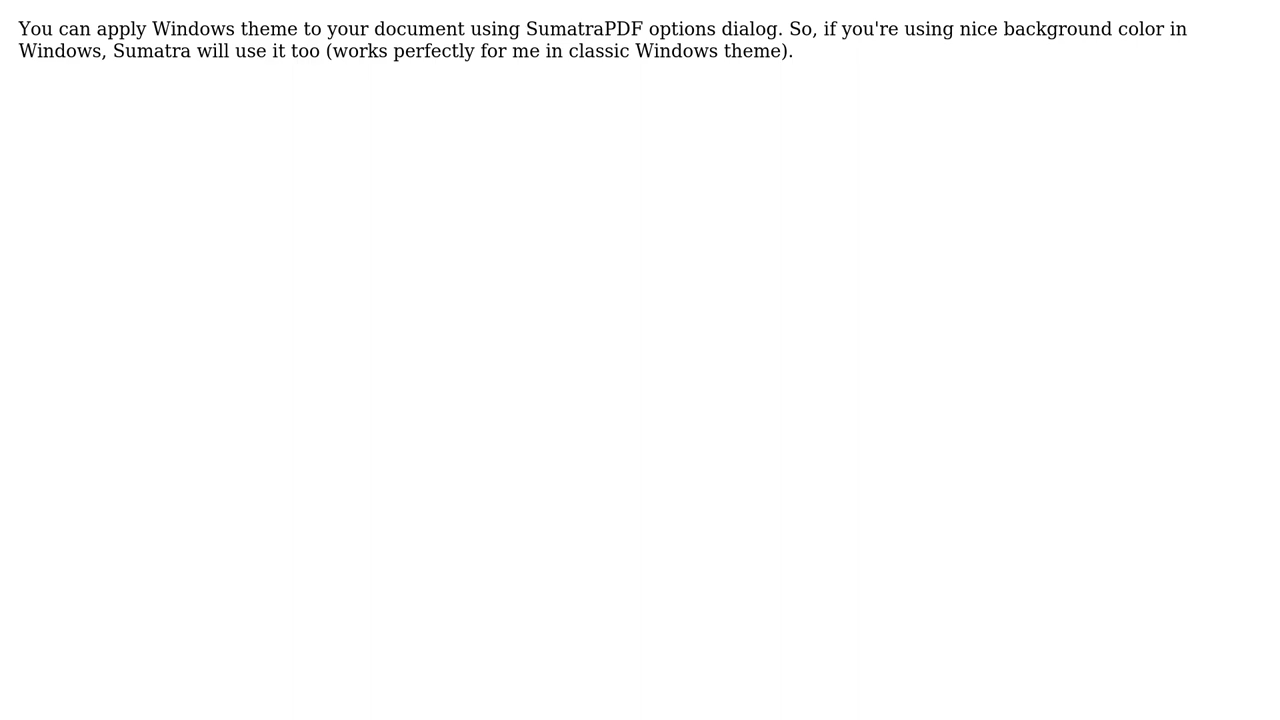 You can apply Windows theme to your document using SumatraPDF options dialog. So, if you're using nice background color in
Windows, Sumatra will use it too (works perfectly for me in classic Windows theme).